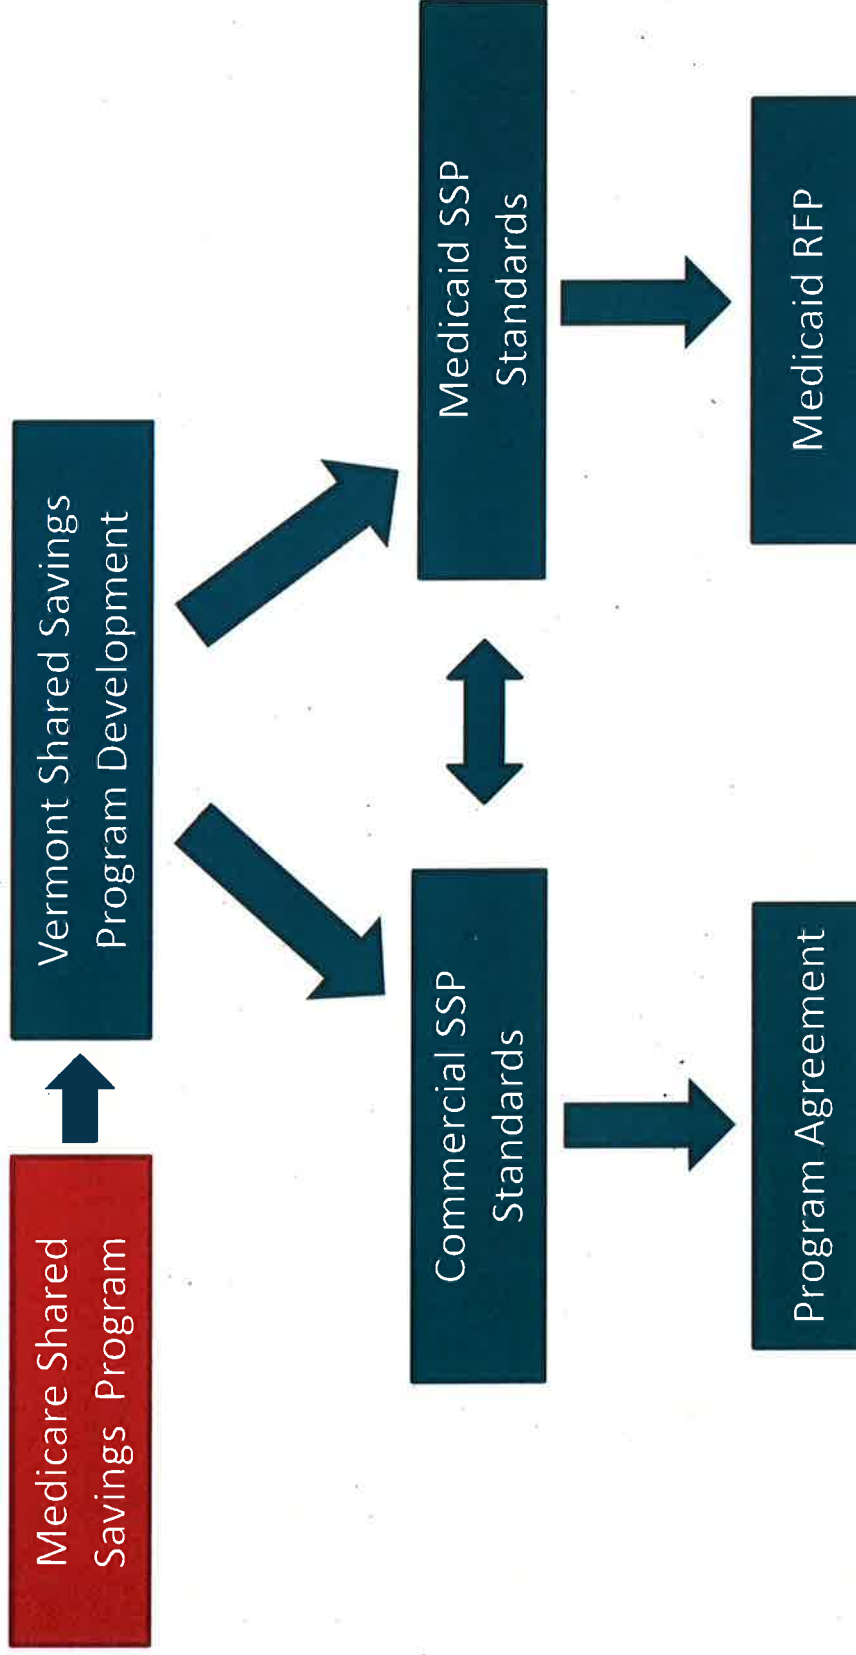 Medicare Shared
Savings Program
Vermont Shared Savings
Program Development
Commercial SSP
Standards
Medicaid SSP
Standards
Program Agreement
Medicaid RFP